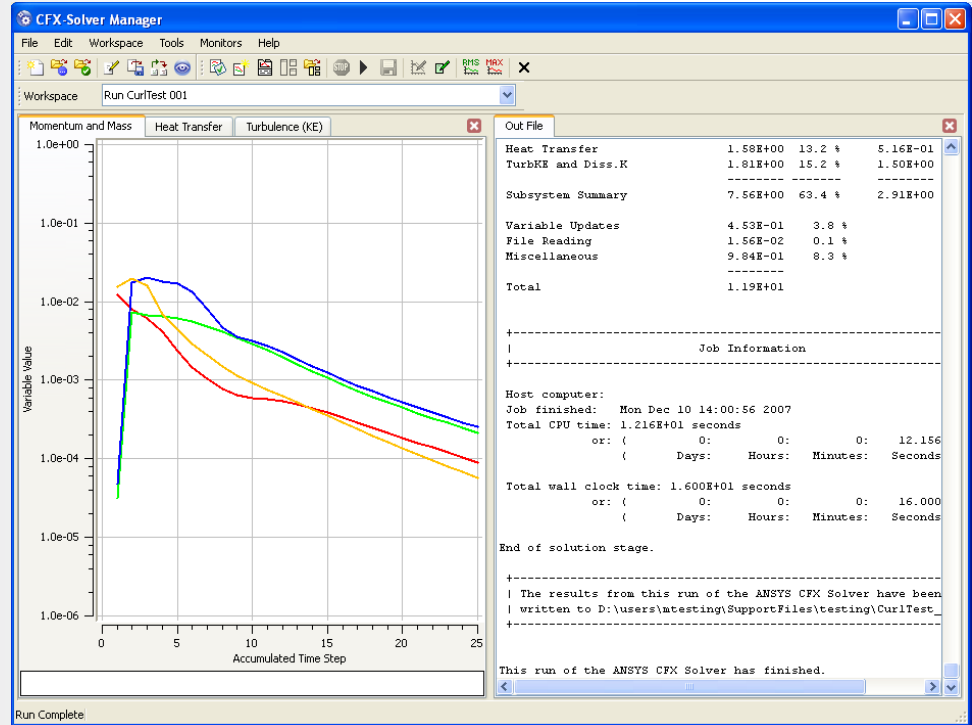 CFX-Solver Manager
File Edit Workspace Tools Monitors Help
RMS MAX
Workspace Run CurlTest 001
Momentum and Mass Heat Transfer Turbulence (KE)
1.0e+00
1.0e-01
1.0e-02
1.0e-03
1.0e-04
1.0e-05
1.0e-06
Variable Value
0 5 10 15 20 25
Accumulated Time Step
Out File
Heat Transfer 1.58E+00 13.2 % 5.16E-01
TurbKE and Diss.K 1.81E+00 15.2 % 1.50E+00
-------- ------- --------
Subsystem Summary 7.56E+00 63.4 % 2.91E+00
Variable Updates 4.53E-01 3.8 %
File Reading 1.56E-02 0.1 %
Miscellaneous 9.84E-01 8.3 %
--------
Total 1.19E+01
+--------------------------------------------------------
| Job Information
+--------------------------------------------------------
Host computer:
Job finished: Mon Dec 10 14:00:56 2007
Total CPU time: 1.216E+01 seconds
or: ( 0: 0: 0: 12.156
( Days: Hours: Minutes: Seconds
Total wall clock time: 1.600E+01 seconds
or: ( 0: 0: 0: 16.000
( Days: Hours: Minutes: Seconds
End of solution stage.
+--------------------------------------------------------
| The results from this run of the ANSYS CFX Solver have been
| written to D:\users\mtesting\SupportFiles\testing\CurlTest_
+--------------------------------------------------------
This run of the ANSYS CFX Solver has finished.
Run Complete